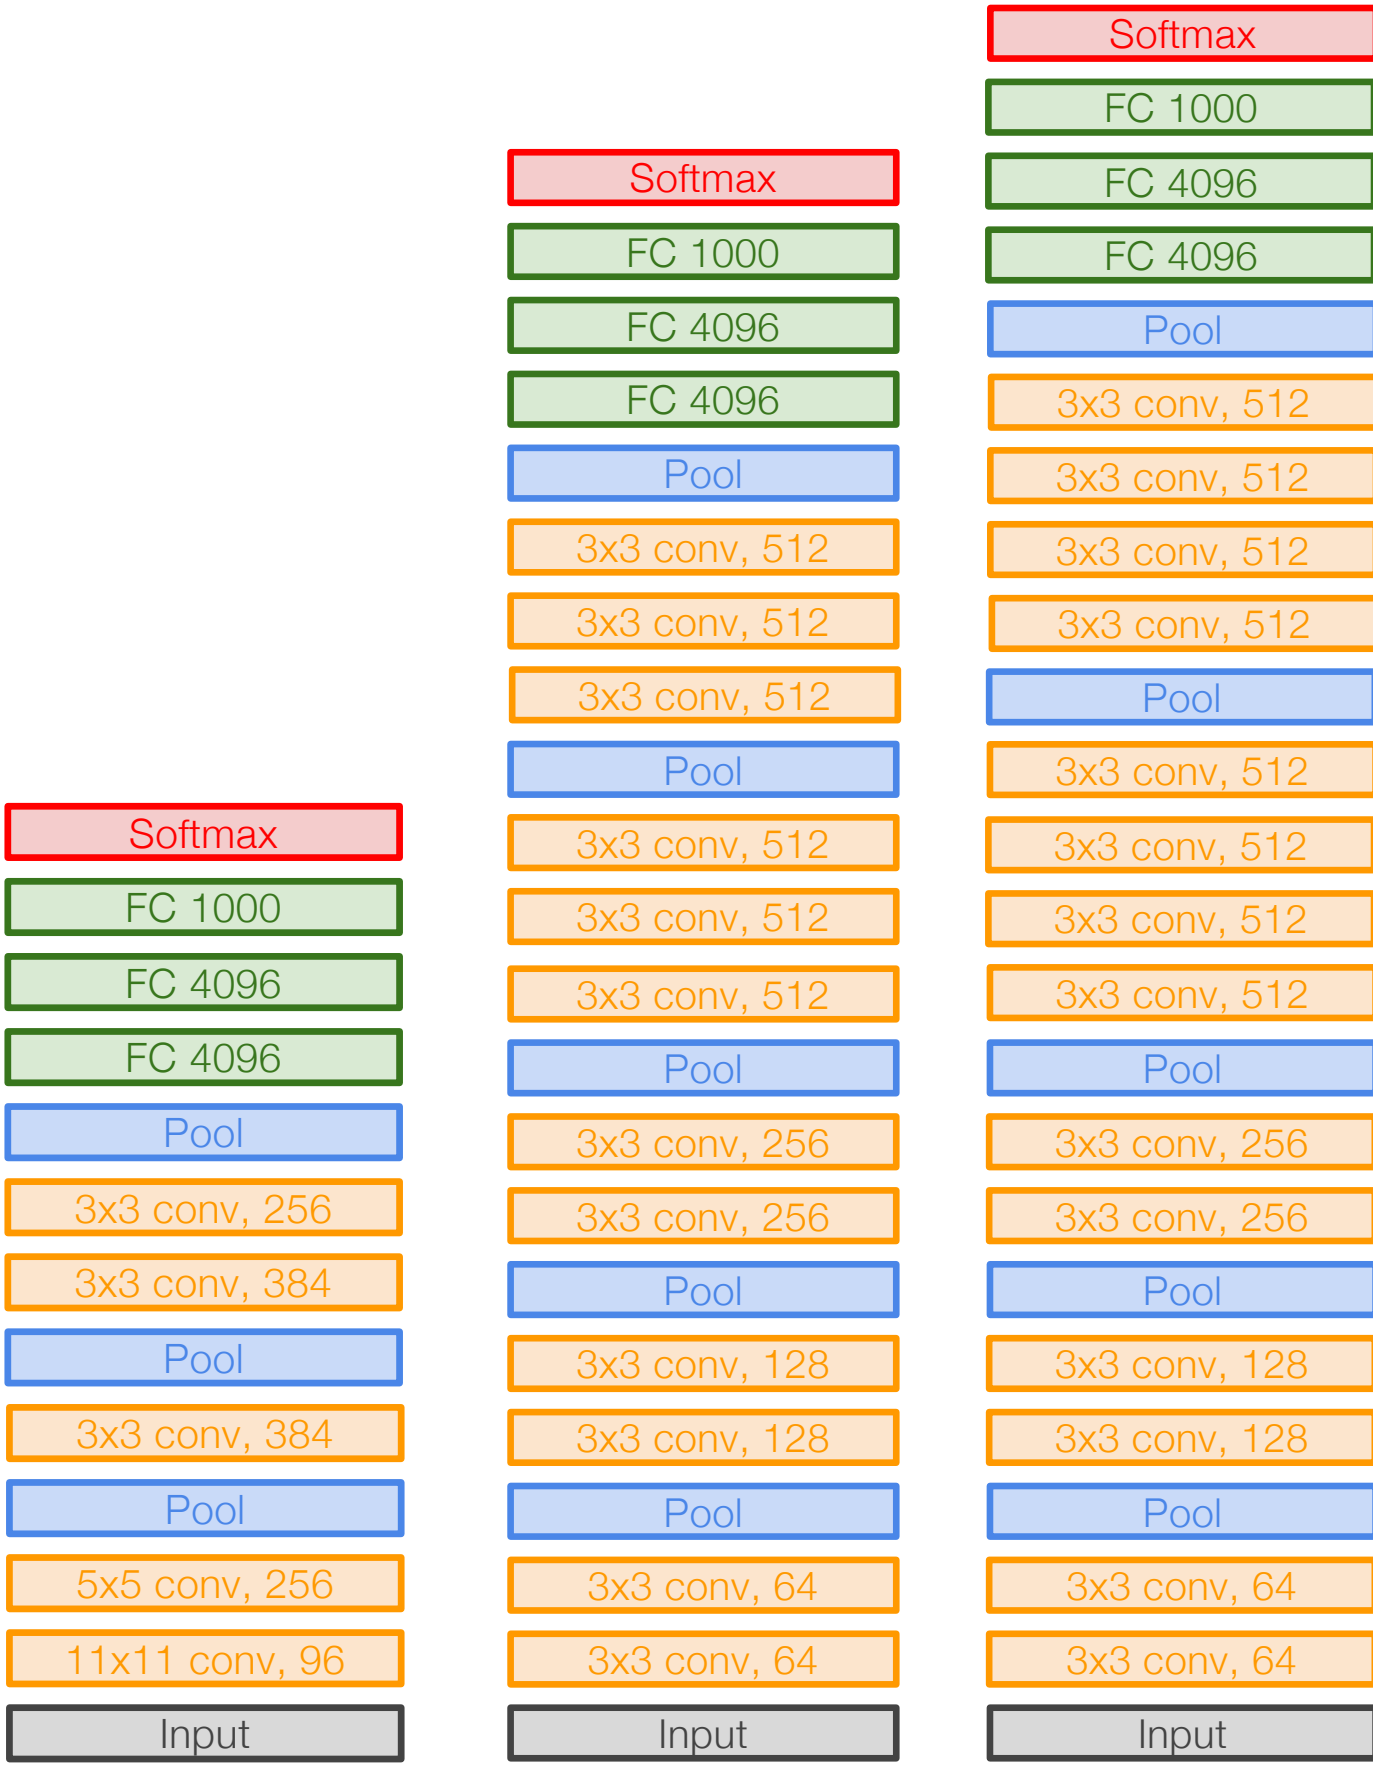 Softmax
FC 1000
FC 4096
FC 4096
Pool
3x3 conv, 256
3x3 conv, 384
Pool
3x3 conv, 384
Pool
5x5 conv, 256
11x11 conv, 96
Input
Softmax
FC 1000
FC 4096
FC 4096
Pool
3x3 conv, 512
3x3 conv, 512
3x3 conv, 512
Pool
3x3 conv, 512
3x3 conv, 512
3x3 conv, 512
Pool
3x3 conv, 256
3x3 conv, 256
Pool
3x3 conv, 128
3x3 conv, 128
Pool
3x3 conv, 64
3x3 conv, 64
Input
Softmax
FC 1000
FC 4096
FC 4096
Pool
3x3 conv, 512
3x3 conv, 512
3x3 conv, 512
3x3 conv, 512
Pool
3x3 conv, 512
3x3 conv, 512
3x3 conv, 512
3x3 conv, 512
Pool
3x3 conv, 256
3x3 conv, 256
Pool
3x3 conv, 128
3x3 conv, 128
Pool
3x3 conv, 64
3x3 conv, 64
Input